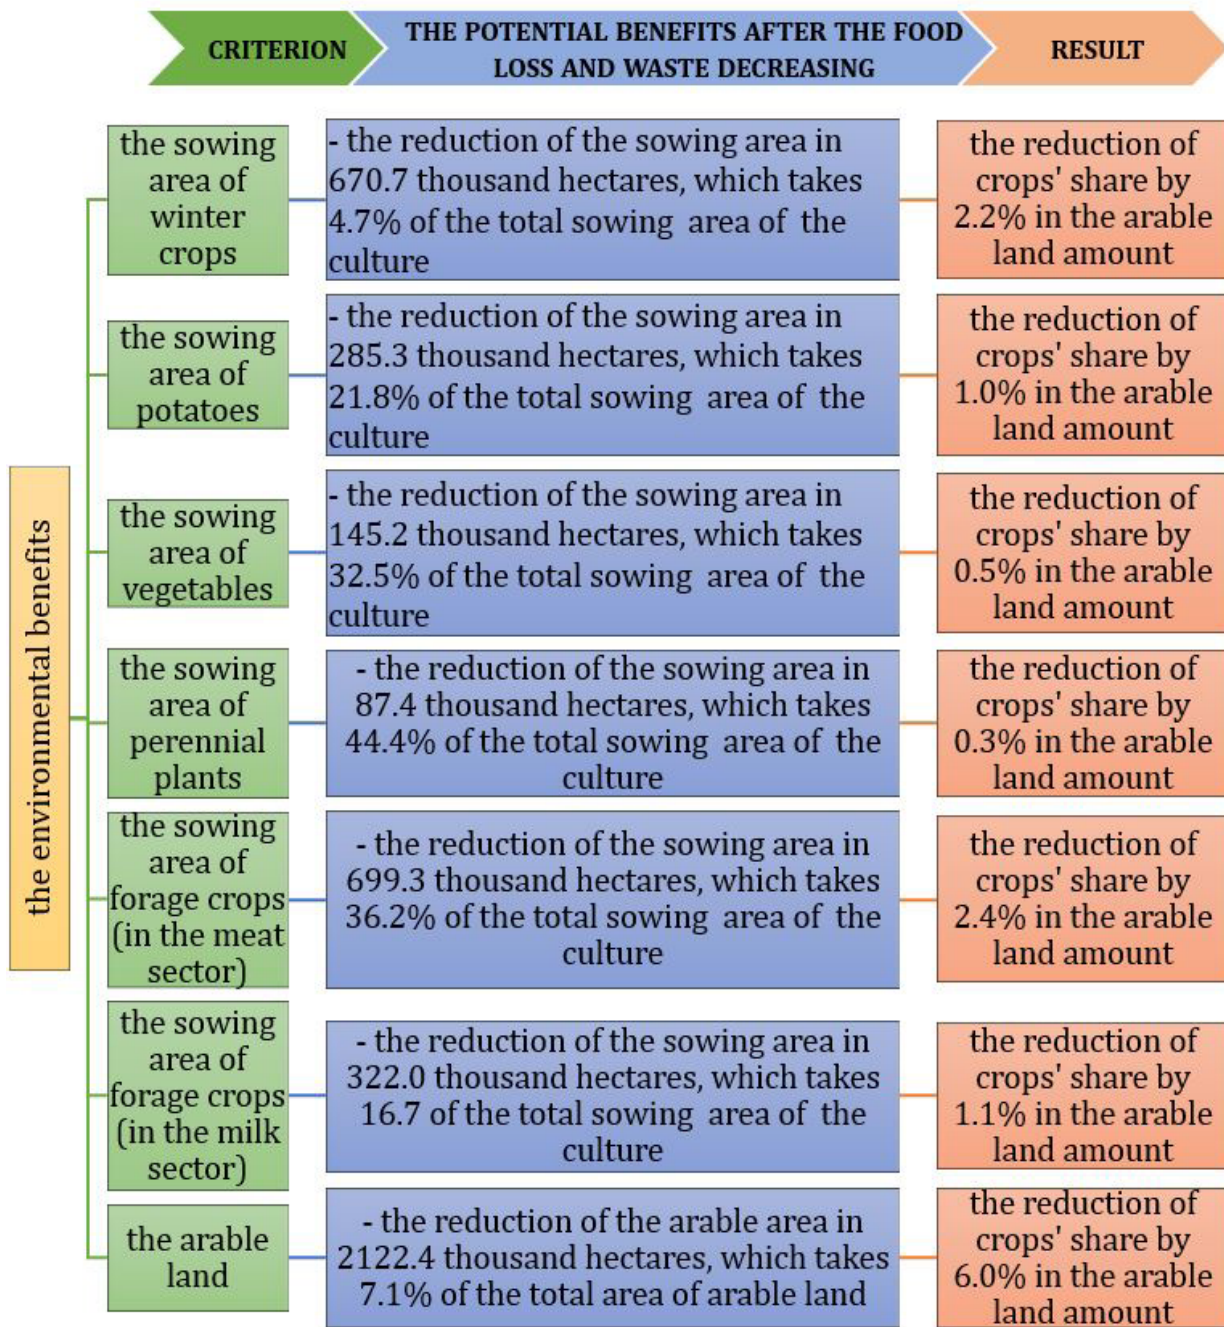 CRITERION
THE POTENTIAL BENEFITS AFTER THE FOOD
LOSS AND WASTE DECREASING
RESULT
the environmental benefits
the sowing
area of
winter
crops
- the reduction of the sowing area in
670.7 thousand hectares, which takes
4.7% of the total sowing area of the
culture
the reduction of
crops' share by
2.2% in the arable
land amount
the sowing
area of
potatoes
- the reduction of the sowing area in
285.3 thousand hectares, which takes
21.8% of the total sowing area of the
culture
the reduction of
crops' share by
1.0% in the arable
land amount
the sowing
area of
vegetables
- the reduction of the sowing area in
145.2 thousand hectares, which takes
32.5% of the total sowing area of the
culture
the reduction of
crops' share by
0.5% in the arable
land amount
the sowing
area of
perennial
plants
- the reduction of the sowing area in
87.4 thousand hectares, which takes
44.4% of the total sowing area of the
culture
the reduction of
crops' share by
0.3% in the arable
land amount
the sowing
area of
forage crops
(in the meat
sector)
- the reduction of the sowing area in
699.3 thousand hectares, which takes
36.2% of the total sowing area of the
culture
the reduction of
crops' share by
2.4% in the arable
land amount
the sowing
area of
forage crops
(in the milk
sector)
- the reduction of the sowing area in
322.0 thousand hectares, which takes
16.7 of the total sowing area of the
culture
the reduction of
crops' share by
1.1% in the arable
land amount
the arable
land
- the reduction of the arable area in
2122.4 thousand hectares, which takes
7.1% of the total area of arable land
the reduction of
crops' share by
6.0% in the arable
land amount